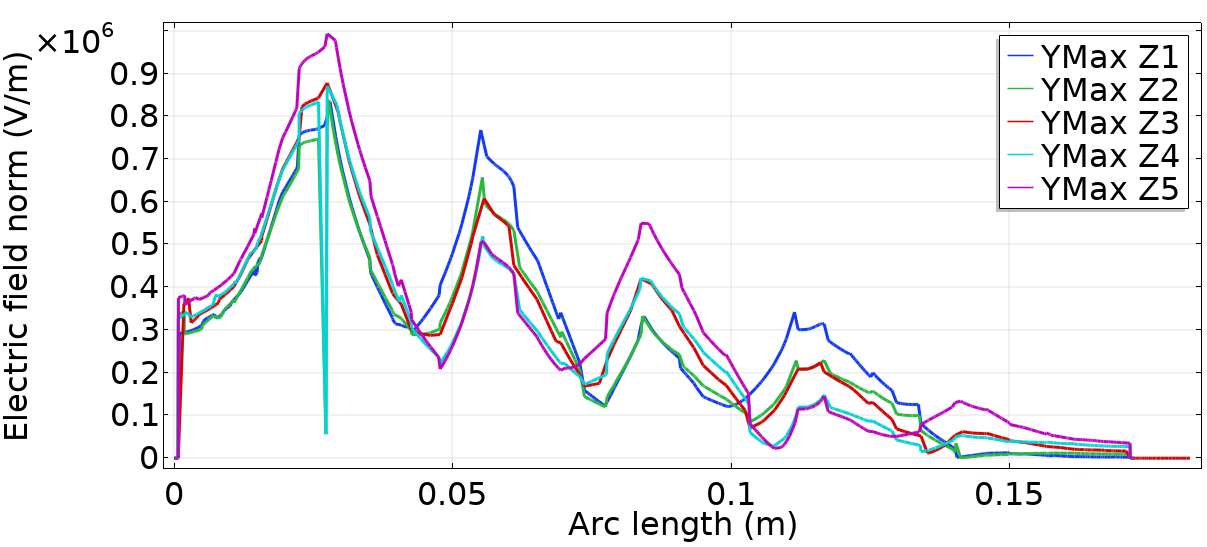 ×10⁶
Electric field norm (V/m)
0.9
0.8
0.7
0.6
0.5
0.4
0.3
0.2
0.1
0
0 0.05 0.1 0.15
Arc length (m)
YMax Z1
YMax Z2
YMax Z3
YMax Z4
YMax Z5